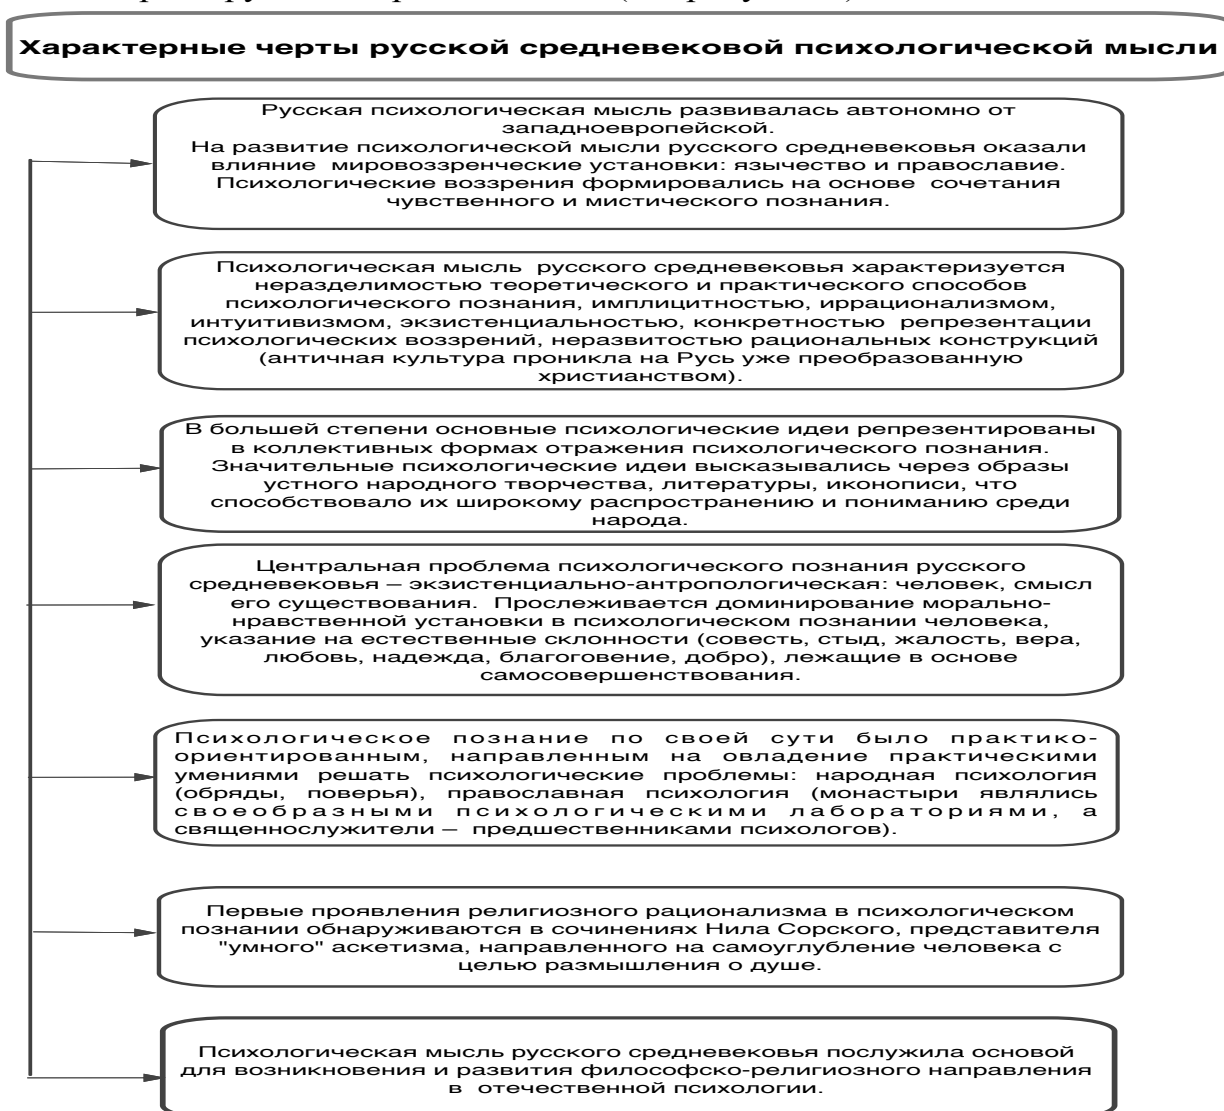 Характерные черты русской средневековой психологической мысли
Русская психологическая мысль развивалась автономно от
западноевропейской.
На развитие психологической мысли русского средневековья оказали
влияние мировоззренческие установки: язычество и православие.
Психологические воззрения формировались на основе сочетания
чувственного и мистического познания.
Психологическая мысль русского средневековья характеризуется
неразделимостью теоретического и практического способов
психологического познания, имплицитностью, иррационализмом,
интуитивизмом, экзистенциальностью, конкретностью репрезентации
психологических воззрений, неразвитостью рациональных конструкций
(античная культура проникла на Русь уже преобразованную
христианством).
В большей степени основные психологические идеи репрезентированы
в коллективных формах отражения психологического познания.
Значительные психологические идеи высказывались через образы
устного народного творчества, литературы, иконописи, что
способствовало их широкому распространению и пониманию среди
народа.
Центральная проблема психологического познания русского
средневековья – экзистенциально-антропологическая: человек, смысл
его существования. Прослеживается доминирование морально-
нравственной установки в психологическом познании человека,
указание на естественные склонности (совесть, стыд, жалость, вера,
любовь, надежда, благоговение, добро), лежащие в основе
самосовершенствования.
Психологическое познание по своей сути было практико-
ориентированным, направленным на овладение практическими
умениями решать психологические проблемы: народная психология
(обряды, поверья), православная психология (монастыри являлись
своеобразными психологическими лабораториями, а
священнослужители – предшественниками психологов).
Первые проявления религиозного рационализма в психологическом
познании обнаруживаются в сочинениях Нила Сорского, представителя
"умного" аскетизма, направленного на самоуглубление человека с
целью размышления о душе.
Психологическая мысль русского средневековья послужила основой
для возникновения и развития философско-религиозного направления
в отечественной психологии.